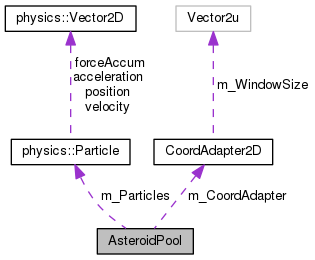 physics::Vector2D
Vector2u
forceAccum
acceleration
position
velocity
m_WindowSize
physics::Particle
CoordAdapter2D
m_Particles
m_CoordAdapter
AsteroidPool